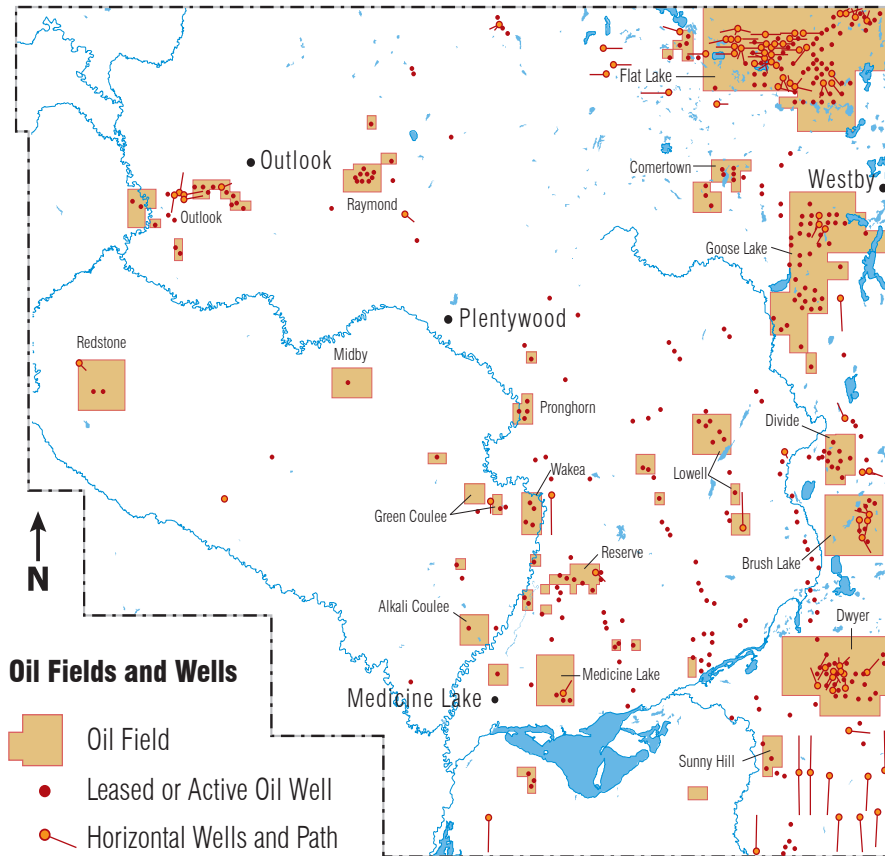 Flat Lake
Outlook
Comertown
Westby
Raymond
Outlook
Goose Lake
Plentywood
Redstone
Midby
Pronghorn
Divide
Wakea
Lowell
Green Coulee
N
Reserve
Brush Lake
Alkali Coulee
Dwyer
Oil Fields and Wells
Medicine Lake
Medicine Lake
Oil Field
Sunny Hill
Leased or Active Oil Well
Horizontal Wells and Path